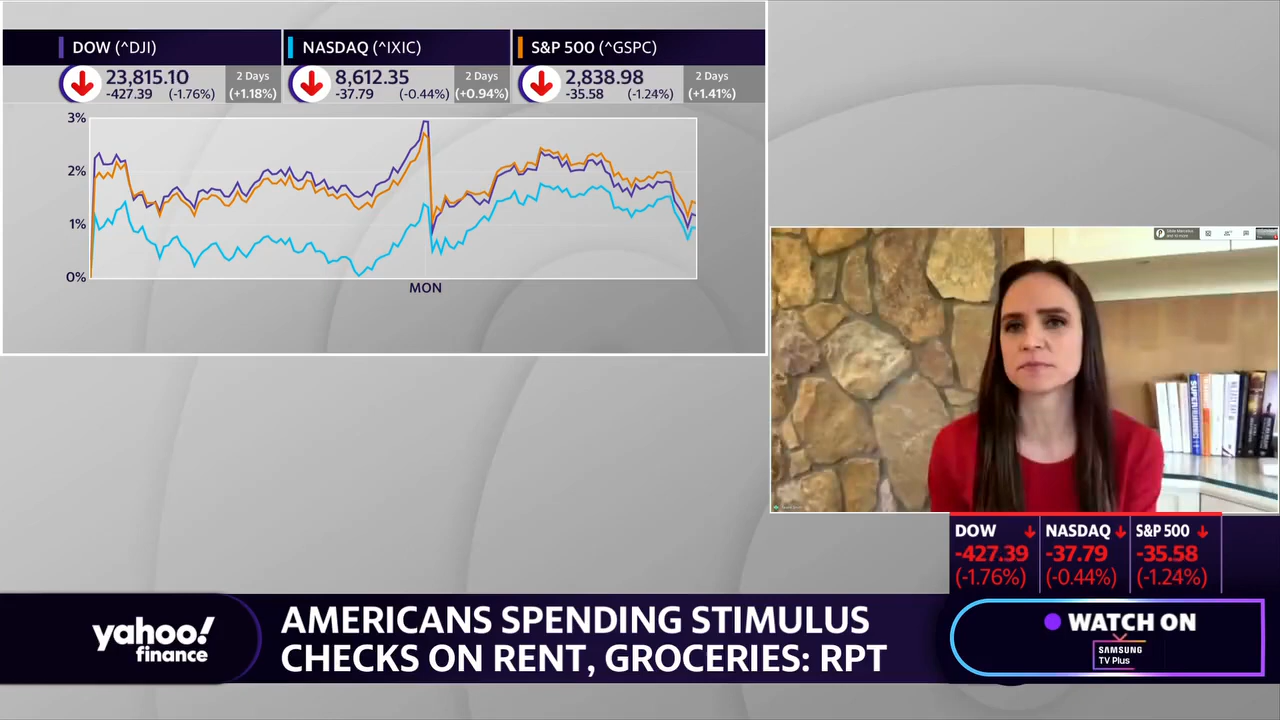 DOW (^DJI)
NASDAQ (^IXIC)
S&P 500 (^GSPC)
23,815.10
-427.39 (-1.76%)
2 Days
(+1.18%)
8,612.35
-37.79 (-0.44%)
2 Days
(+0.94%)
2,838.98
-35.58 (-1.24%)
2 Days
(+1.41%)
3%
2%
1%
0%
MON
DOW
-427.39
(-1.76%)
NASDAQ
-37.79
(-0.44%)
S&P 500
-35.58
(-1.24%)
yahoo!
finance
AMERICANS SPENDING STIMULUS
CHECKS ON RENT, GROCERIES: RPT
WATCH ON
SAMSUNG
TV Plus